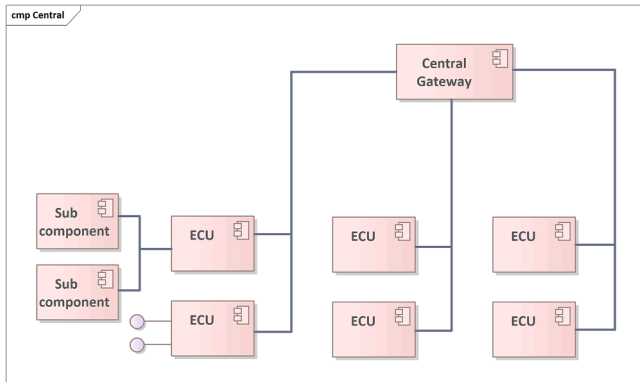 cmp Central
Central
Gateway
Sub
component
ECU
ECU
ECU
Sub
component
ECU
ECU
ECU